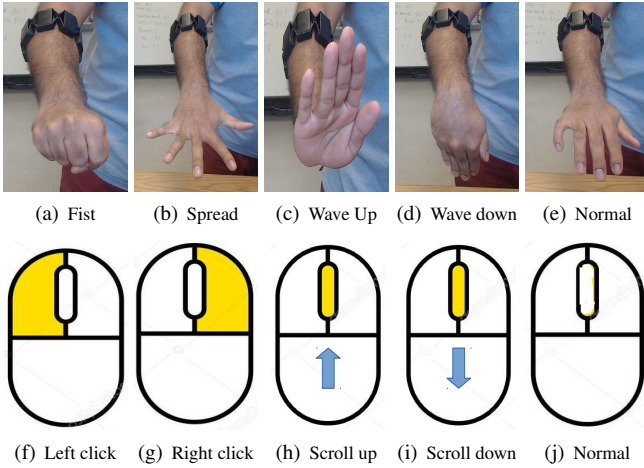 (a) Fist (b) Spread (c) Wave Up (d) Wave down (e) Normal
(f) Left click (g) Right click (h) Scroll up (i) Scroll down (j) Normal